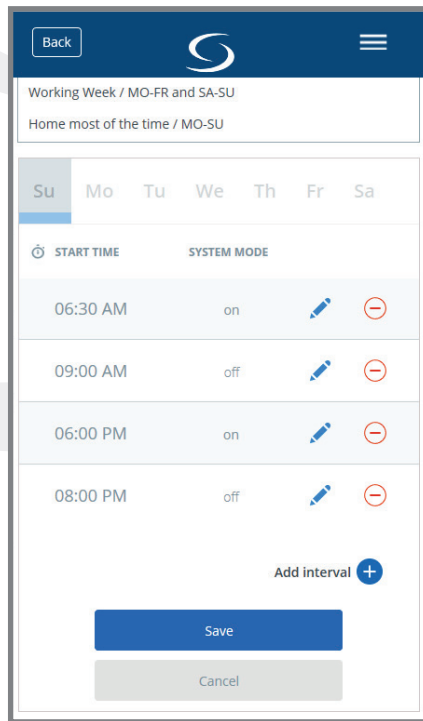 Back
Working Week / MO-FR and SA-SU
Home most of the time / MO-SU
Su Mo Tu We Th Fr Sa
START TIME SYSTEM MODE
06:30 AM on
09:00 AM off
06:00 PM on
08:00 PM off
Add interval
Save
Cancel